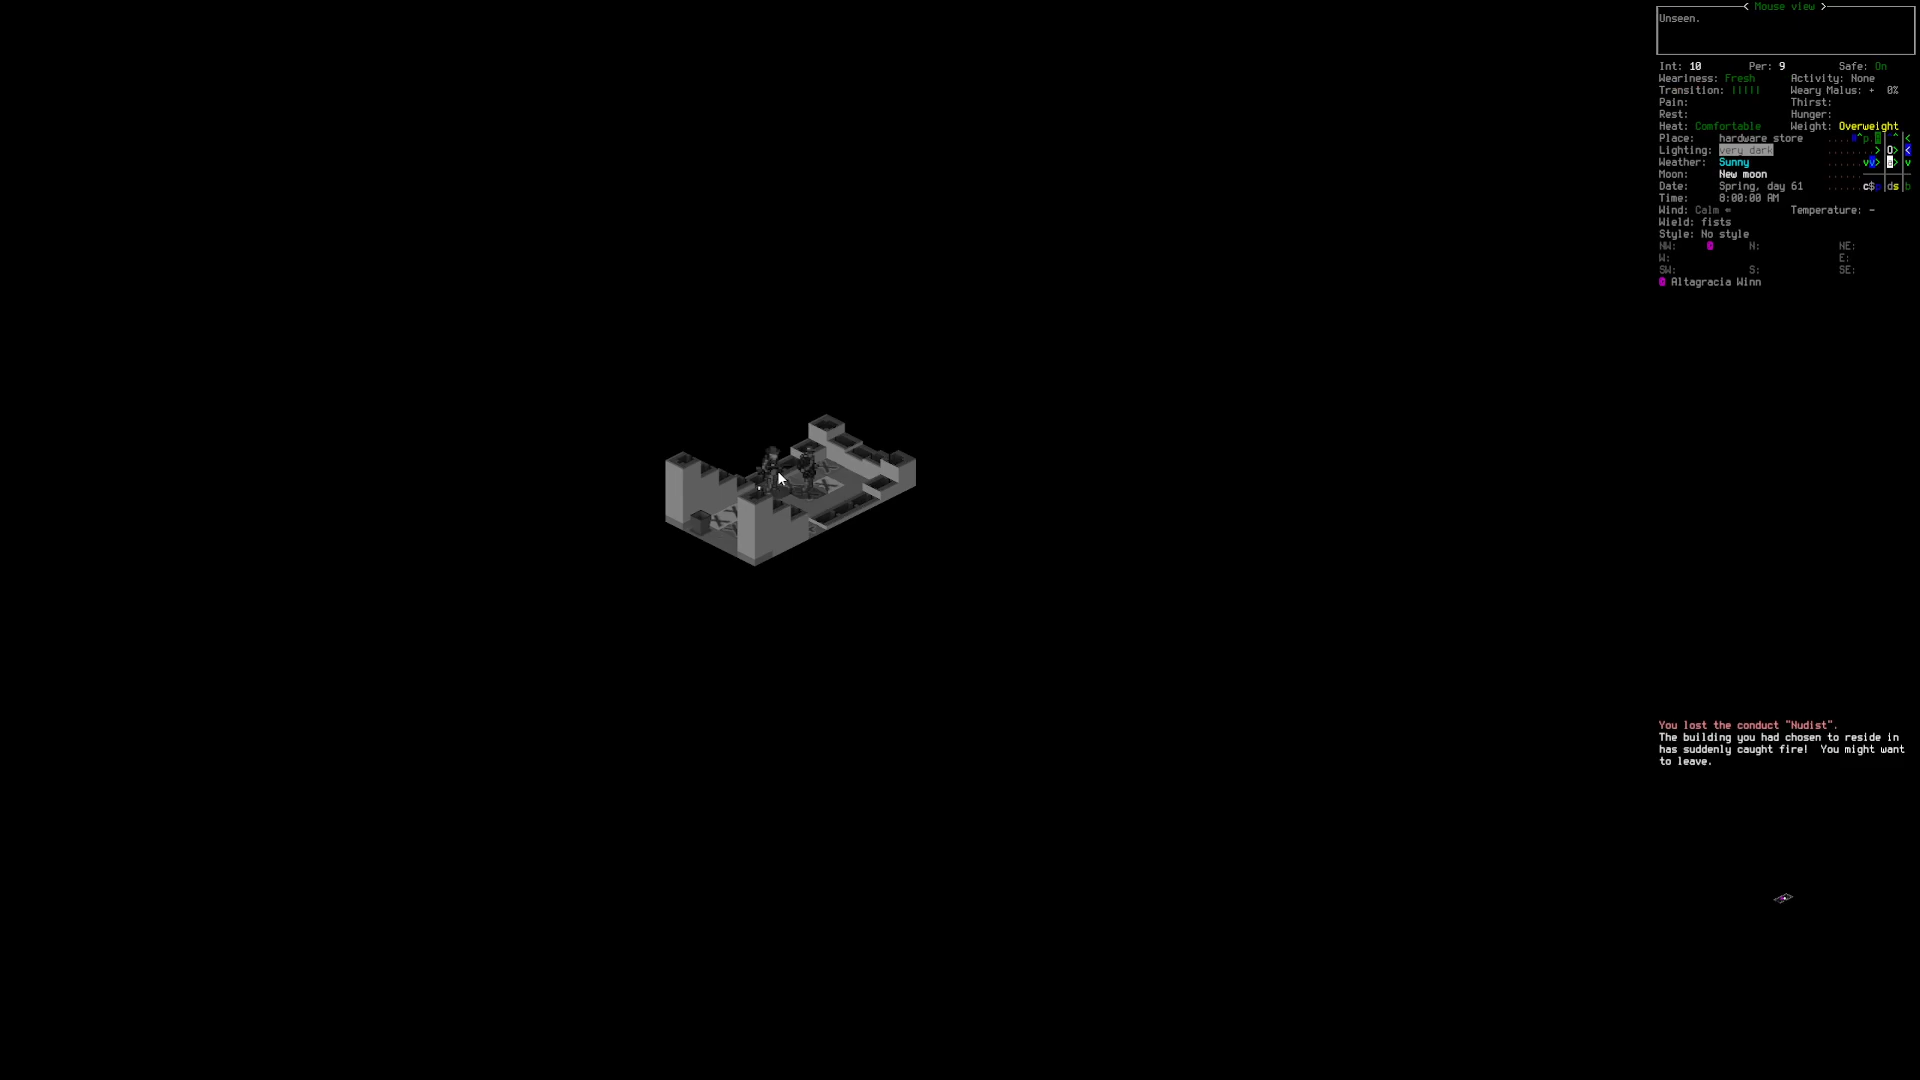 < Mouse view >
Unseen.
Int: 10 Per: 9 Safe: On
Weariness: Fresh Activity: None
Transition: ||||| Weary Malus: + 0%
Pain: Thirst:
Rest: Hunger:
Heat: Comfortable Weight: Overweight
Place: hardware store
Lighting: very dark
Weather: Sunny
Moon: New moon
Date: Spring, day 61
Time: 8:00:00 AM
Wind: Calm Temperature: -
Wield: fists
Style: No style
NW: @ N: NE:
W: E:
SW: S: SE:
@ Altagracia Winn
You lost the conduct "Nudist".
The building you had chosen to reside in
has suddenly caught fire! You might want
to leave.